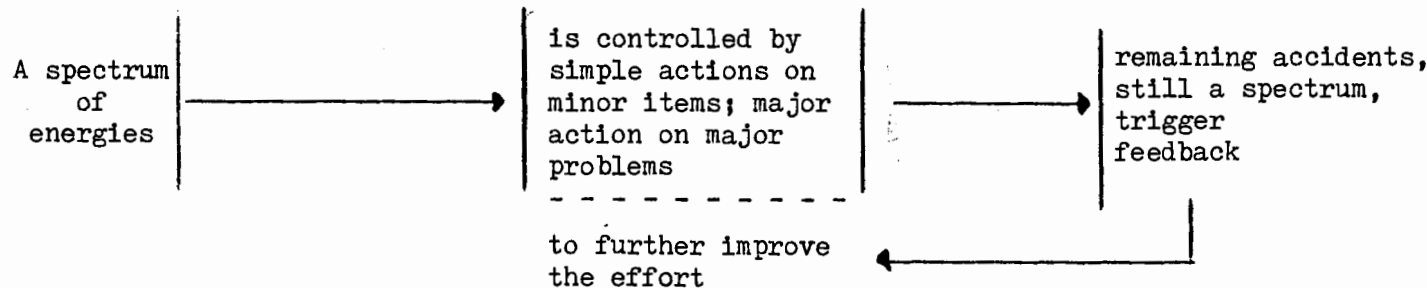 A spectrum
of
energies
is controlled by
simple actions on
minor items; major
action on major
problems
to further improve
the effort
remaining accidents,
still a spectrum,
trigger
feedback